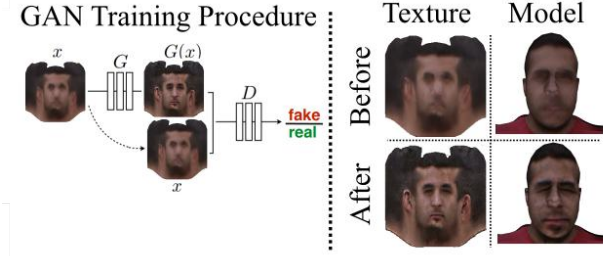 GAN Training Procedure
x
G
G(x)
D
fake
real
x
Texture Model
Before
After